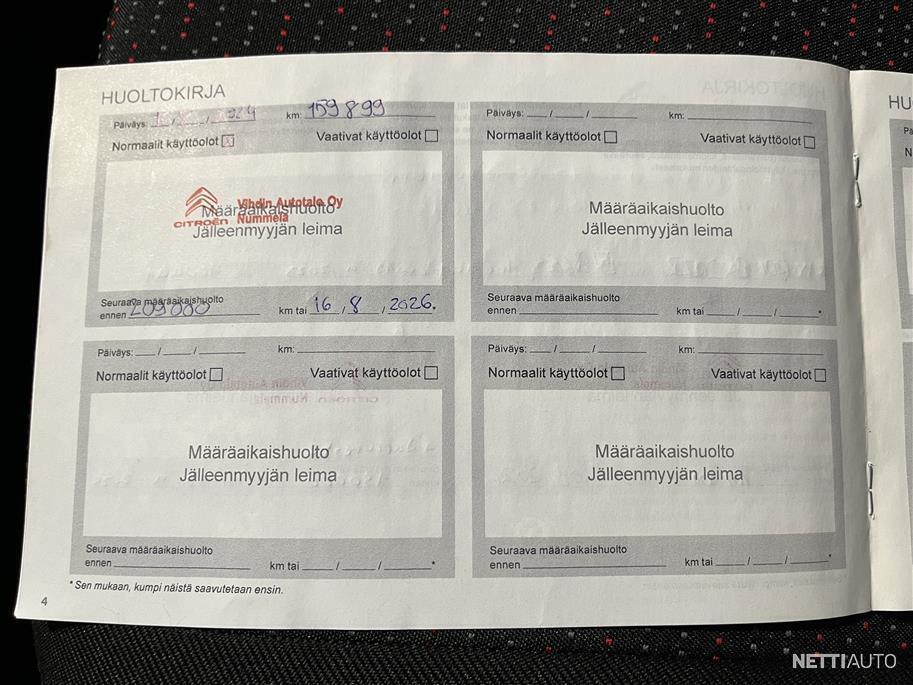 HUOLTOKIRJA
Päiväys: / / 2024 km: 159899
Normaalit käyttöolot Vaativat käyttöolot
CITROËN
Vihdin Autotalo Oy
Nummela
Määräaikaishuolto
Jälleenmyyjän leima
Seuraava määräaikaishuolto
ennen 209000 km tai 16 / 8 / 2026.
Päiväys: / / km:
Normaalit käyttöolot Vaativat käyttöolot
Määräaikaishuolto
Jälleenmyyjän leima
Seuraava määräaikaishuolto
ennen km tai / / *
Päiväys: / / km:
Normaalit käyttöolot Vaativat käyttöolot
Määräaikaishuolto
Jälleenmyyjän leima
Seuraava määräaikaishuolto
ennen km tai / / *
Päiväys: / / km:
Normaalit käyttöolot Vaativat käyttöolot
Määräaikaishuolto
Jälleenmyyjän leima
Seuraava määräaikaishuolto
ennen km tai / / *
* Sen mukaan, kumpi näistä saavutetaan ensin.
4
HU
NETTIAUTO